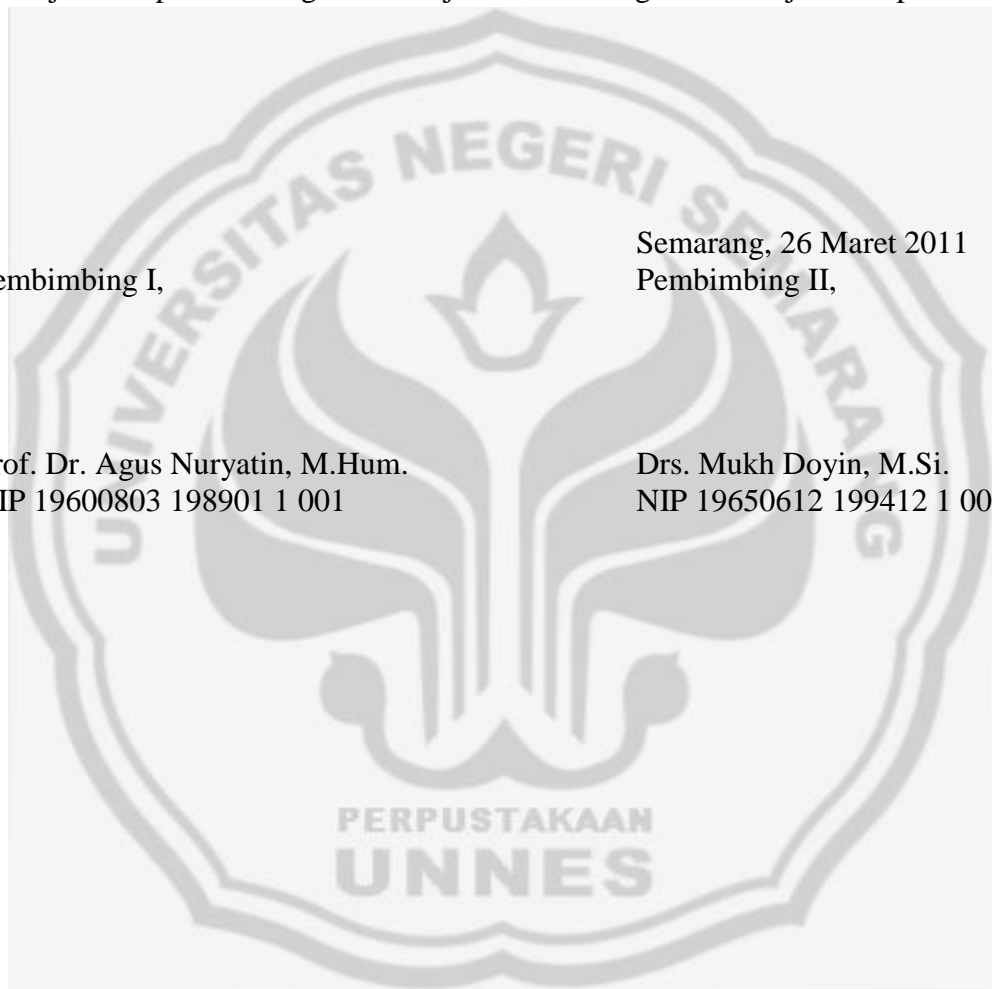 Semarang, 26 Maret 2011
embimbing I,
Pembimbing II,
rof. Dr. Agus Nuryatin, M.Hum.
Drs. Mukh Doyin, M.Si.
IP 19600803 198901 1 001
NIP 19650612 199412 1 00
UNIVERSITAS NEGERI SEMARANG
PERPUSTAKAAN
UNNES